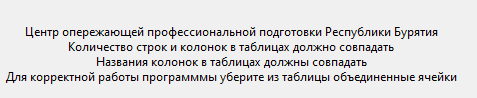 Центр опережающей профессиональной подготовки Республики Бурятия
Количество строк и колонок в таблицах должно совпадать
Названия колонок в таблицах должны совпадать
Для корректной работы программмы уберите из таблицы объединенные ячейки